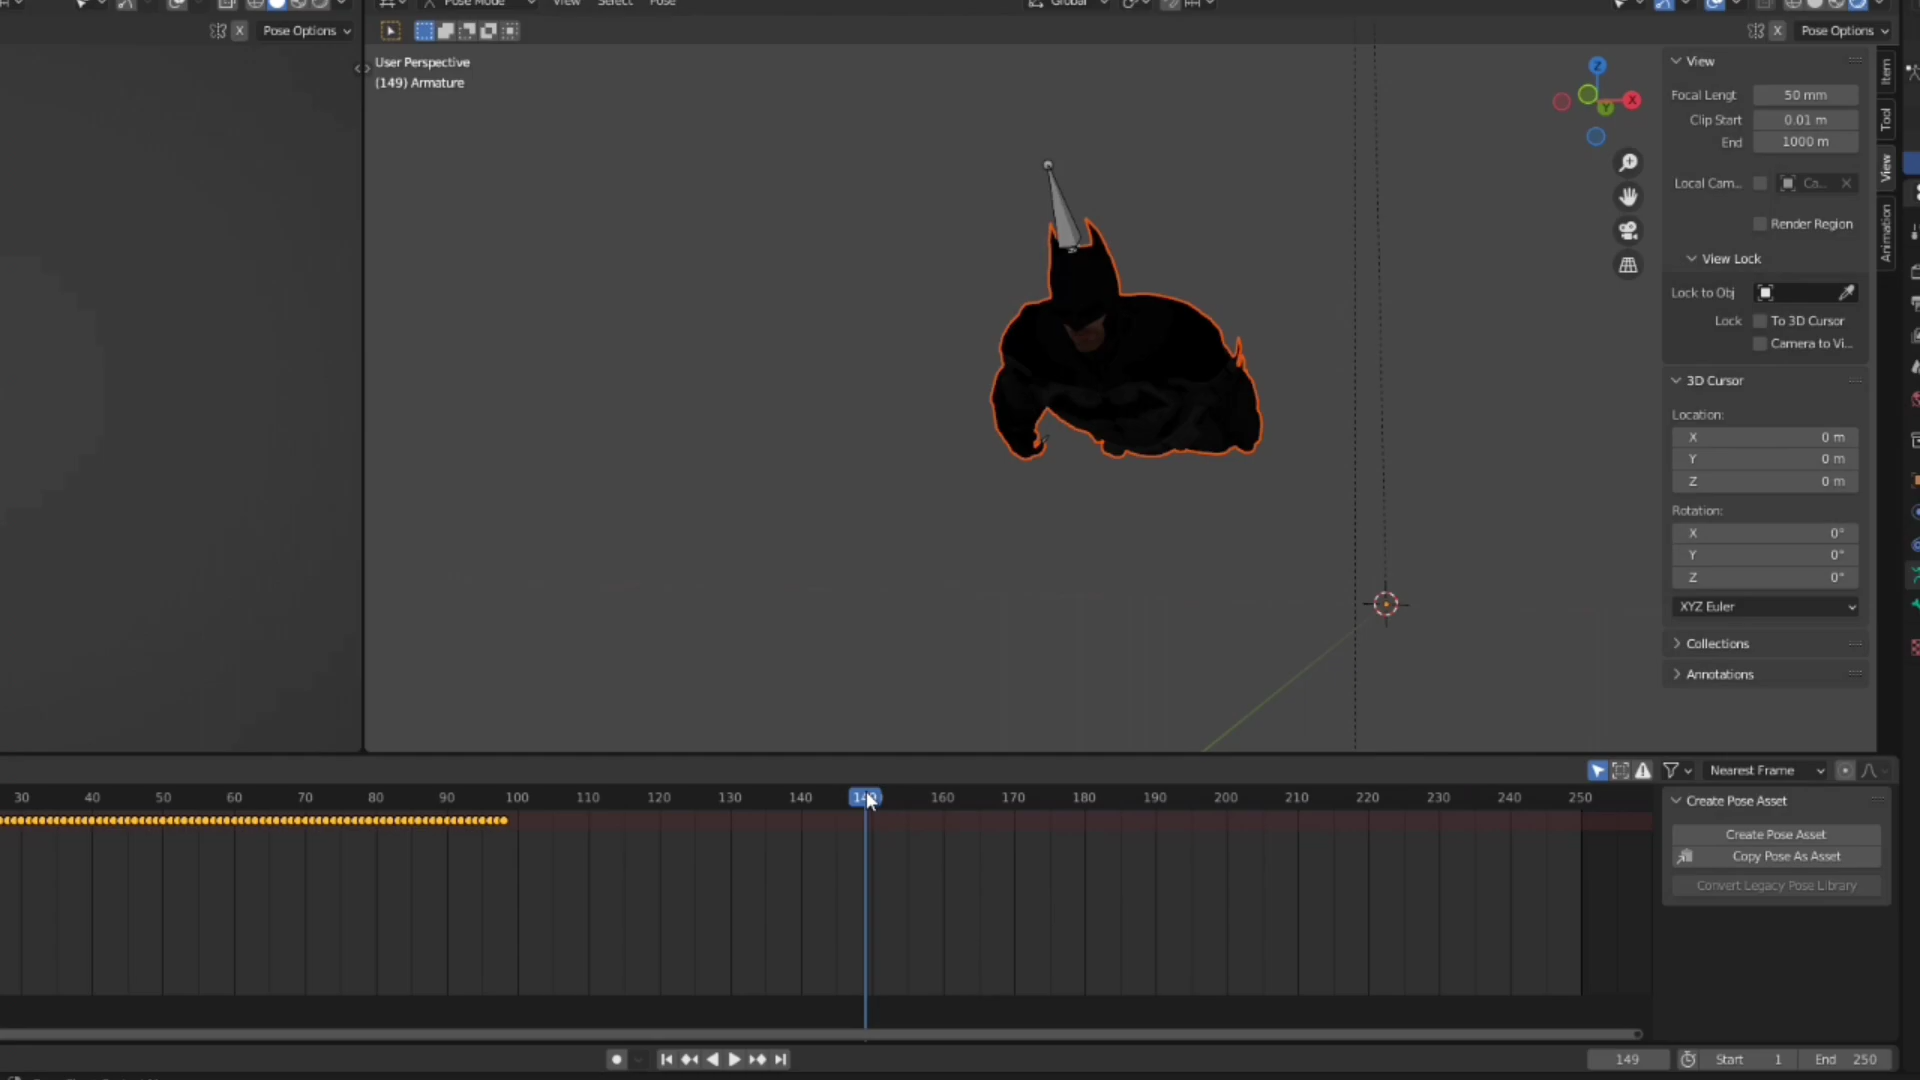 Pose Mode View Select Pose Global
X Pose Options
X Pose Options
User Perspective
(149) Armature
Z
X
Y
View
Focal Lengt 50 mm
Clip Start 0.01 m
End 1000 m
Local Cam... Ca...
Render Region
View Lock
Lock to Obj
Lock To 3D Cursor
Camera to Vi...
3D Cursor
Location:
X 0 m
Y 0 m
Z 0 m
Rotation:
X 0°
Y 0°
Z 0°
XYZ Euler
Collections
Annotations
Item
Tool
View
Animation
Nearest Frame
30 40 50 60 70 80 90 100 110 120 130 140 149 160 170 180 190 200 210 220 230 240 250
Create Pose Asset
Create Pose Asset
Copy Pose As Asset
Convert Legacy Pose Library
149 Start 1 End 250